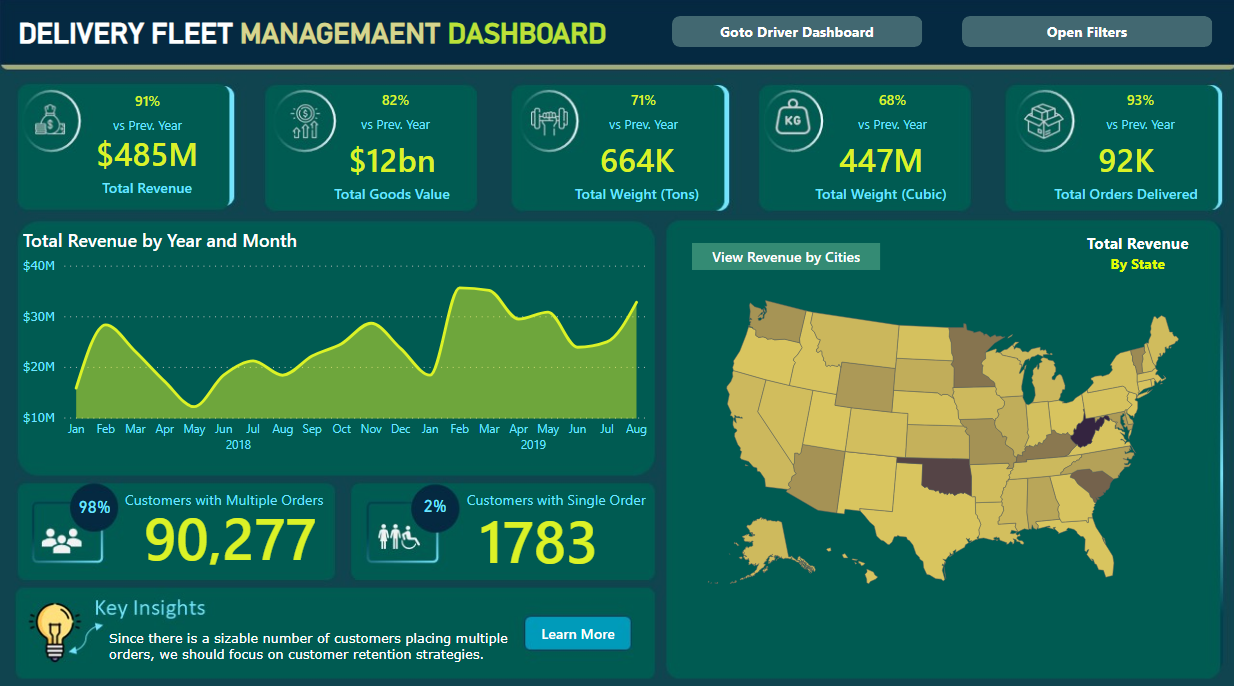 DELIVERY FLEET MANAGEMAENT DASHBOARD
Goto Driver Dashboard
Open Filters
91%
vs Prev. Year
$485M
Total Revenue
82%
vs Prev. Year
$12bn
Total Goods Value
71%
vs Prev. Year
664K
Total Weight (Tons)
KG
68%
vs Prev. Year
447M
Total Weight (Cubic)
93%
vs Prev. Year
92K
Total Orders Delivered
Total Revenue by Year and Month
$40M
$30M
$20M
$10M
Jan Feb Mar Apr May Jun Jul Aug Sep Oct Nov Dec Jan Feb Mar Apr May Jun Jul Aug
2018 2019
View Revenue by Cities
Total Revenue
By State
98%
Customers with Multiple Orders
90,277
2%
Customers with Single Order
1783
Key Insights
Since there is a sizable number of customers placing multiple
orders, we should focus on customer retention strategies.
Learn More